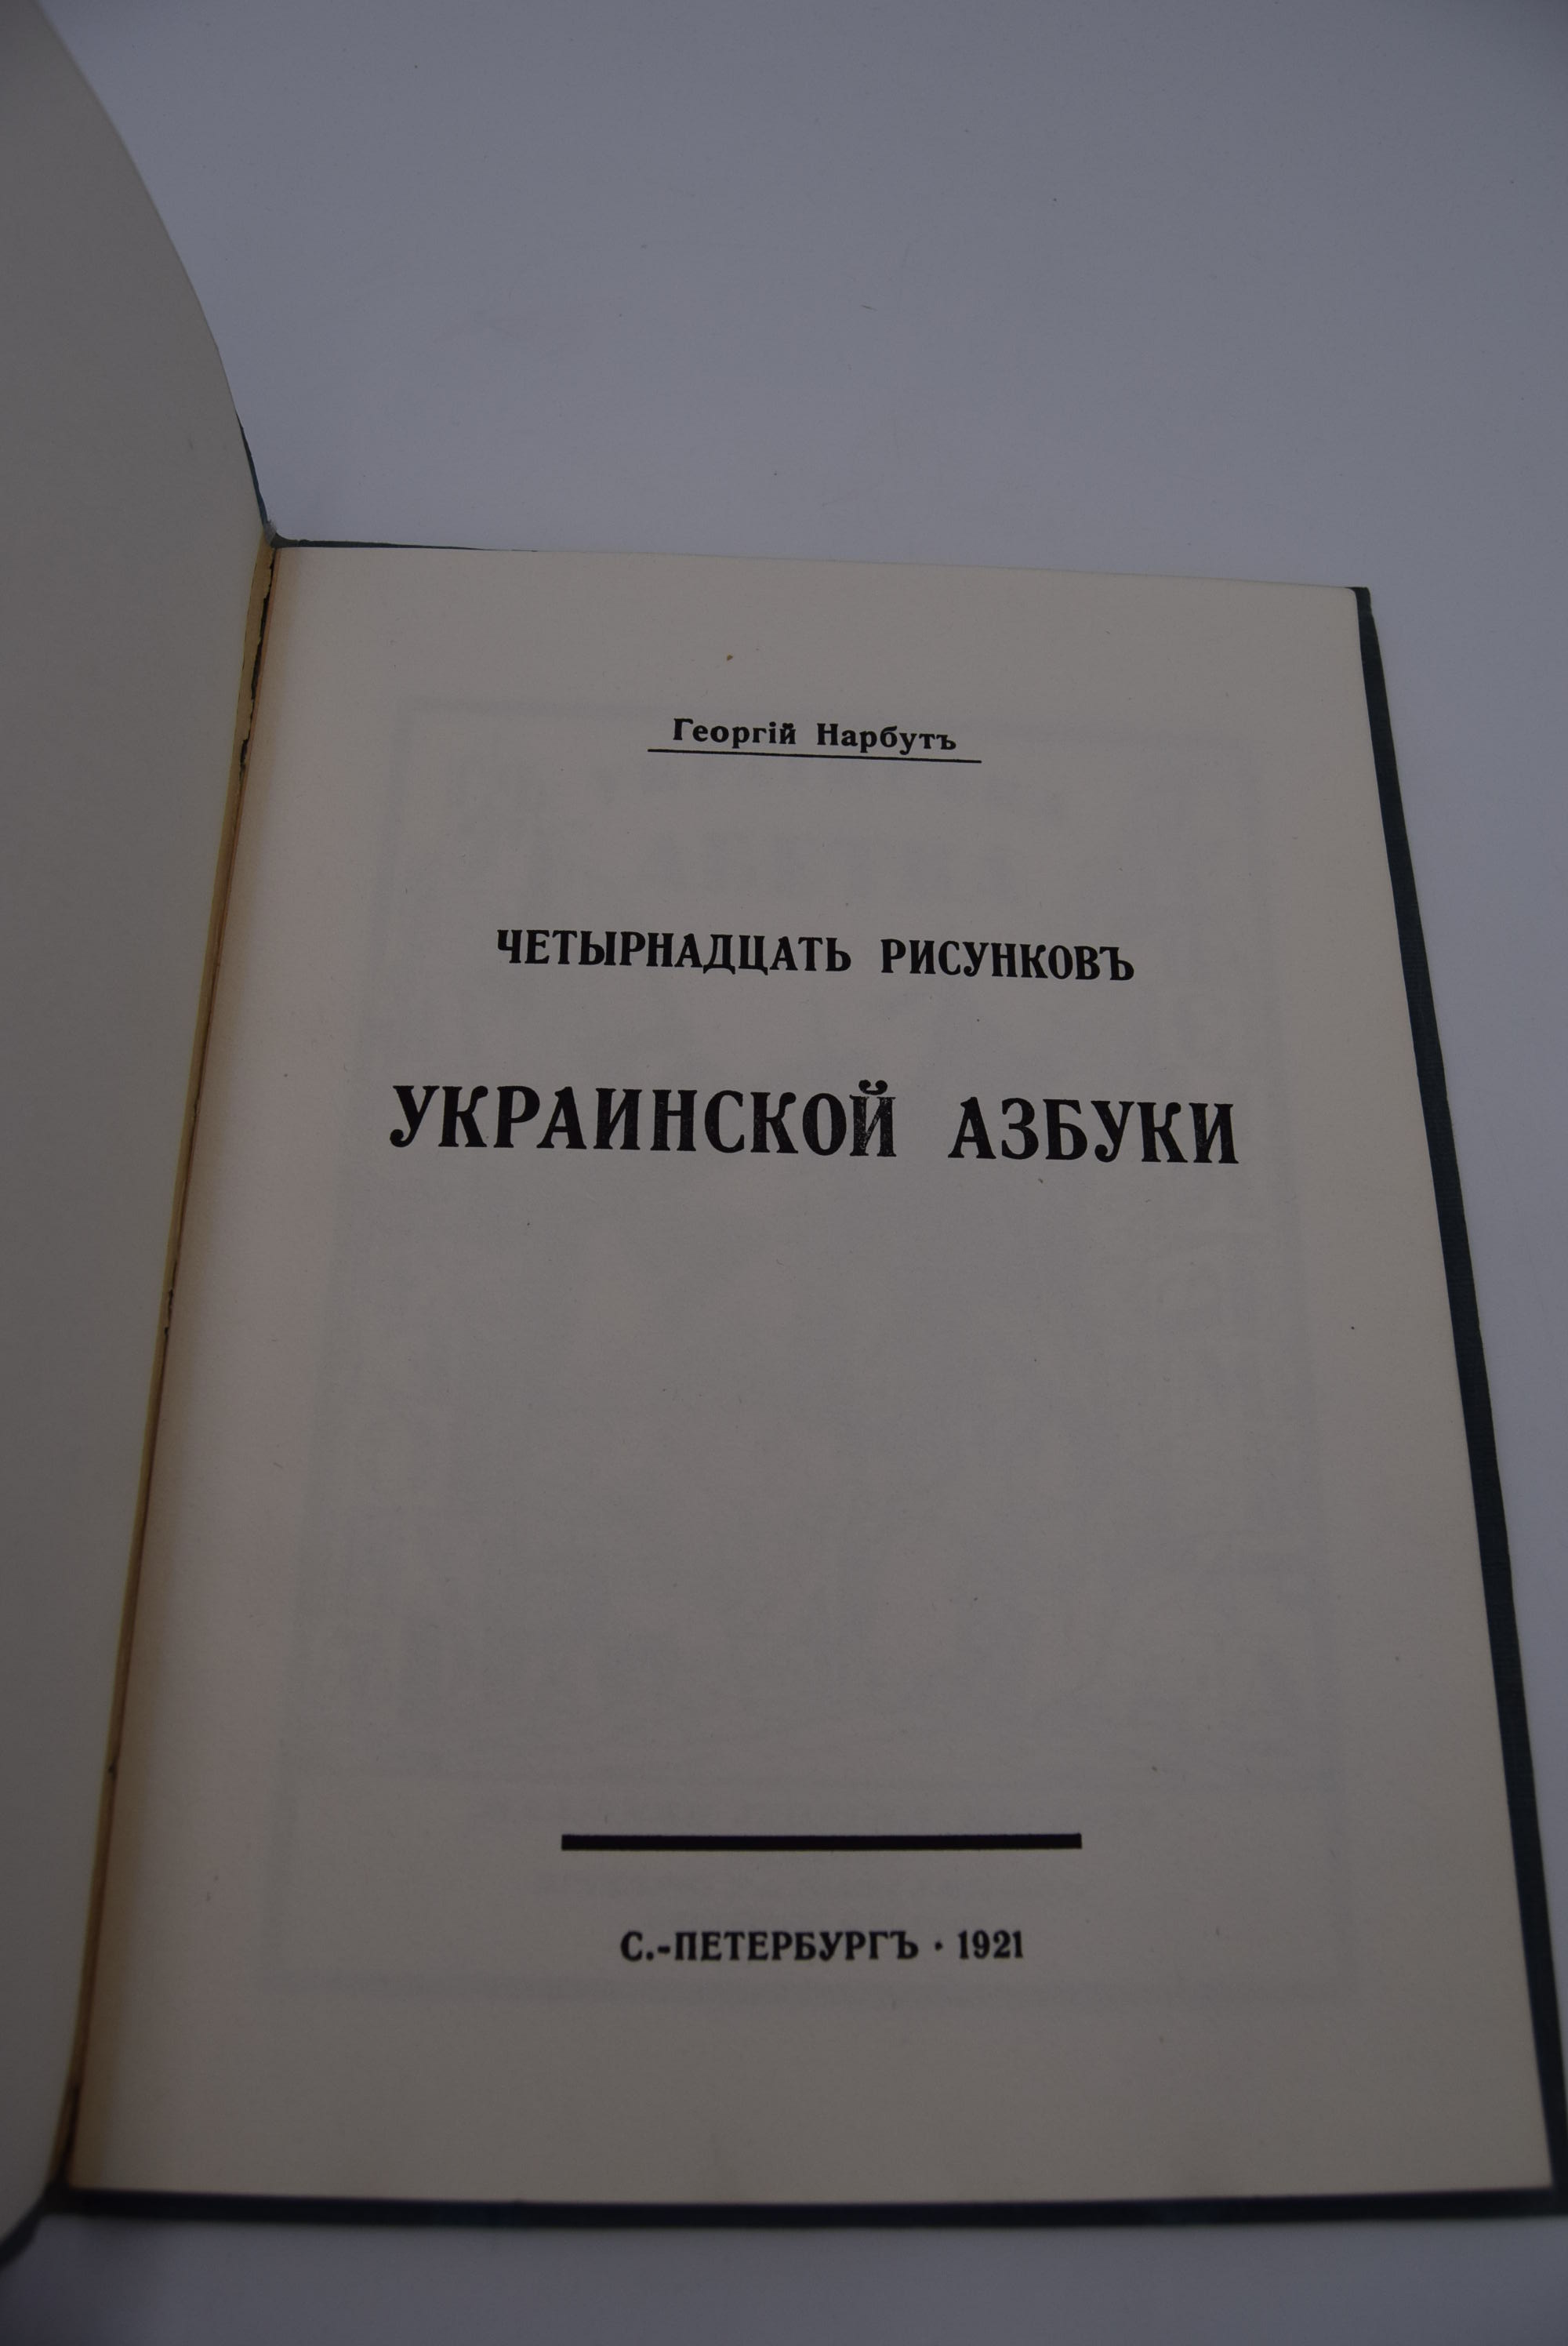 Георгій Нарбутъ
ЧЕТЫРНАДЦАТЬ РИСУНКОВЪ
УКРАИНСКОЙ АЗБУКИ
С.-ПЕТЕРБУРГЪ · 1921